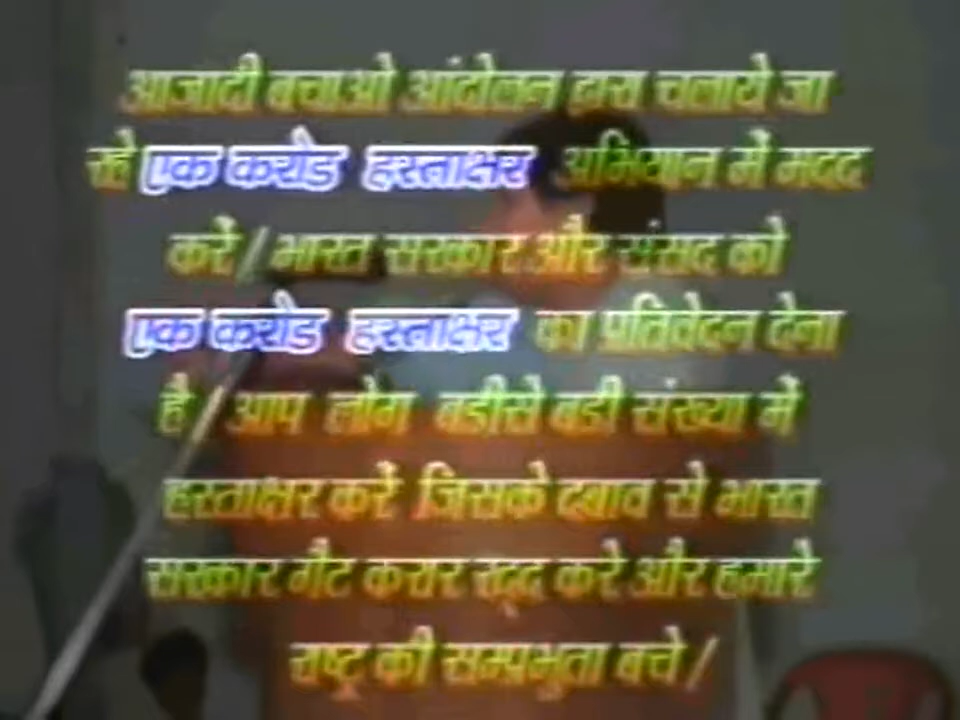 आजादी बचाओ आंदोलन द्वारा चलाये जा
रहे एक करोड हस्ताक्षर अभियान में मदद
करें / भारत सरकार और संसद को
एक करोड हस्ताक्षर का प्रतिवेदन देना
है / आप लोग बडीसे बडी संख्या में
हस्ताक्षर करें जिसके दबाव से भारत
सरकार गैट करार रद्द करे और हमारे
राष्ट्र की सम्प्रभुता बचे /